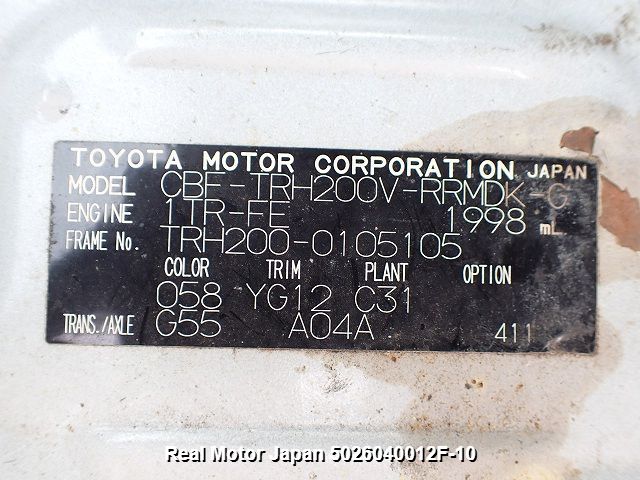 TOYOTA MOTOR CORPORATION JAPAN
MODEL CBF-TRH200V-RRMDK-G
ENGINE 1TR-FE 1998 mL
FRAME No. TRH200-0105105
COLOR TRIM PLANT OPTION
058 YG12 C31
TRANS./AXLE G55 A04A 411
Real Motor Japan 5026040012F-10